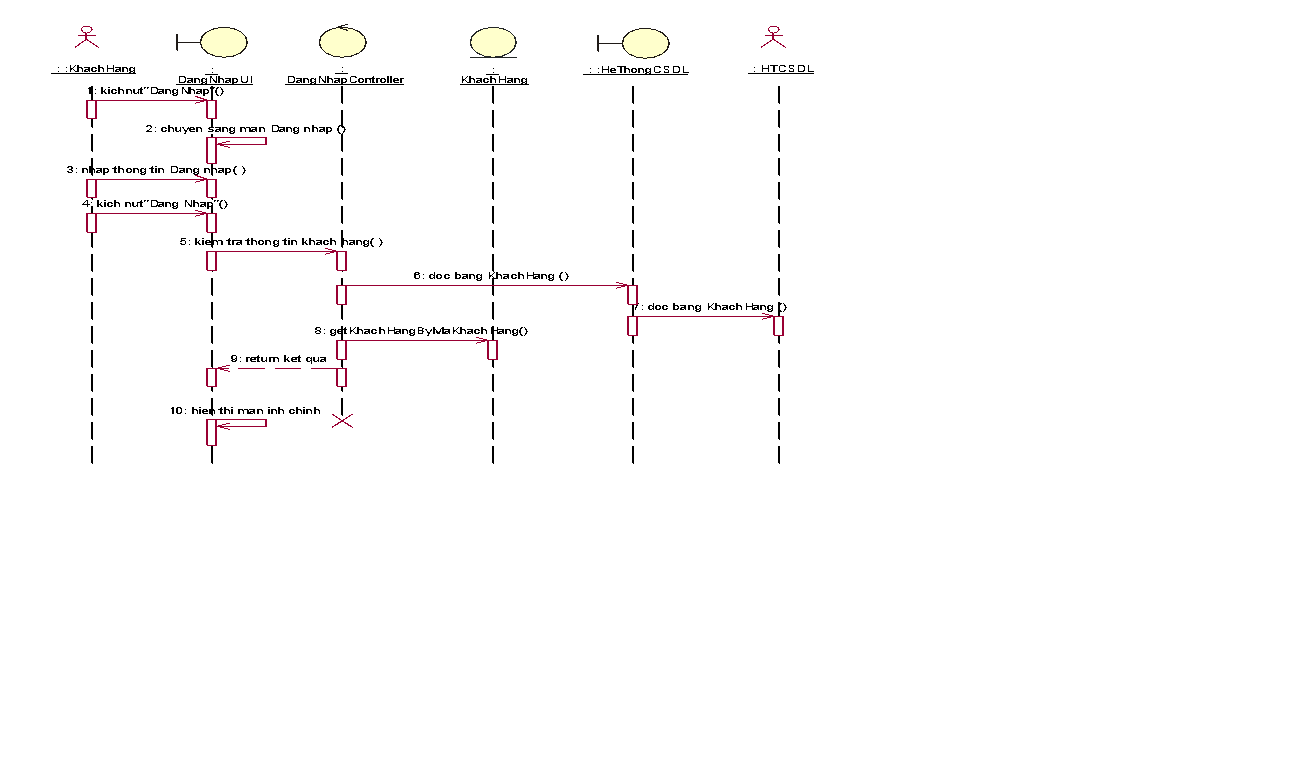 : :KhachHang
:
DangNhapUI
:
DangNhapController
:
KhachHang
: :HeThongCSDL
: HTCSDL
1: kichnut"Dang Nhap"()
2: chuyen sang man Dang nhap ()
3: nhap thong tin Dang nhap( )
4: kich nut"Dang Nhap"()
5: kiem tra thong tin khach hang( )
6: doc bang KhachHang ()
7: doc bang KhachHang ()
8: getKhachHangByMaKhachHang()
9: return ket qua
10: hien thi man inh chinh